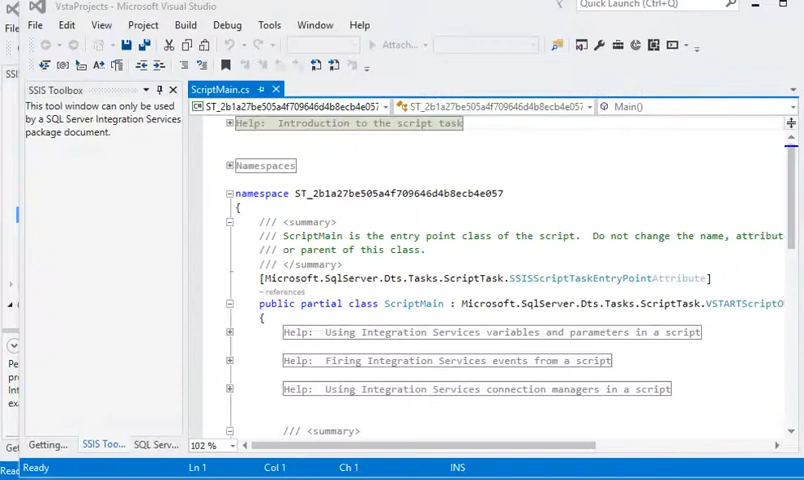 VstaProjects - Microsoft Visual Studio
Quick Launch (Ctrl+Q)
File
Edit
View
Project
Build
Debug
Tools
Window
Help
Attach...
SSIS Toolbox
This tool window can only be used
by a SQL Server Integration Services
package document.
ScriptMain.cs
ST_2b1a27be505a4f709646d4b8ecb4e057
ST_2b1a27be505a4f709646d4b8ecb4e057
Main()
Help:  Introduction to the script task
Namespaces
namespace ST_2b1a27be505a4f709646d4b8ecb4e057
{
/// <summary>
/// ScriptMain is the entry point class of the script.  Do not change the name, attribut
/// or parent of this class.
/// </summary>
[Microsoft.SqlServer.Dts.Tasks.ScriptTask.SSISScriptTaskEntryPointAttribute]
references
public partial class ScriptMain : Microsoft.SqlServer.Dts.Tasks.ScriptTask.VSTARTScriptO
{
Help:  Using Integration Services variables and parameters in a script
Help:  Firing Integration Services events from a script
Help:  Using Integration Services connection managers in a script
/// <summary>
102 %
Getting...
SSIS Too...
SQL Serv...
Ready
Ln 1
Col 1
Ch 1
INS